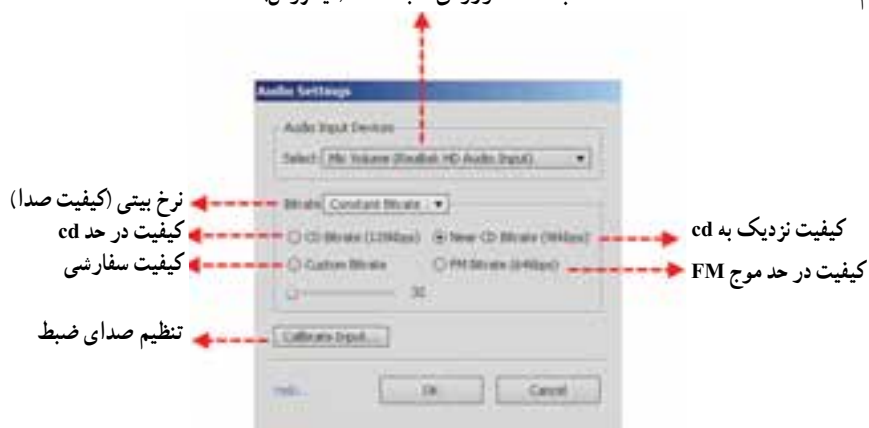 Audio Settings
Audio Input Devices
Select: Mic Volume (Realtek HD Audio Input)
نرخ بیتی (کیفیت صدا)
Bitrate: Constant Bitrate
کیفیت در حد cd
CD Bitrate (128Kbps)
Near CD Bitrate (96Kbps)
کیفیت نزدیک به cd
کیفیت سفارشی
Custom Bitrate
FM Bitrate (64Kbps)
کیفیت در حد موج FM
تنظیم صدای ضبط
Calibrate Input...
Help...
OK
Cancel